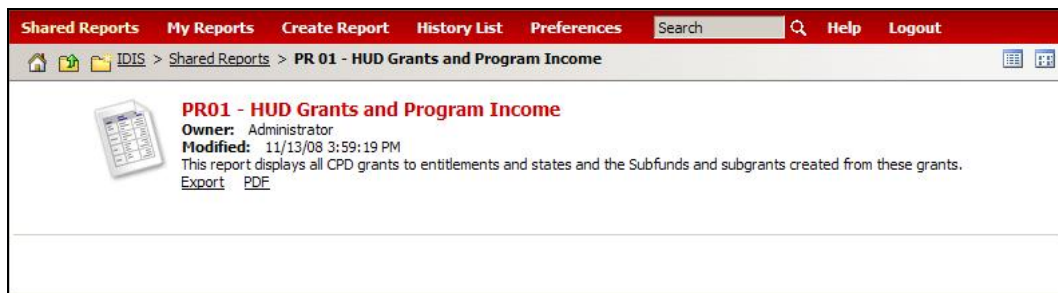 Shared Reports My Reports Create Report History List Preferences Search Help Logout
IDIS > Shared Reports > PR 01 - HUD Grants and Program Income
PR01 - HUD Grants and Program Income
Owner: Administrator
Modified: 11/13/08 3:59:19 PM
This report displays all CPD grants to entitlements and states and the Subfunds and subgrants created from these grants.
Export PDF